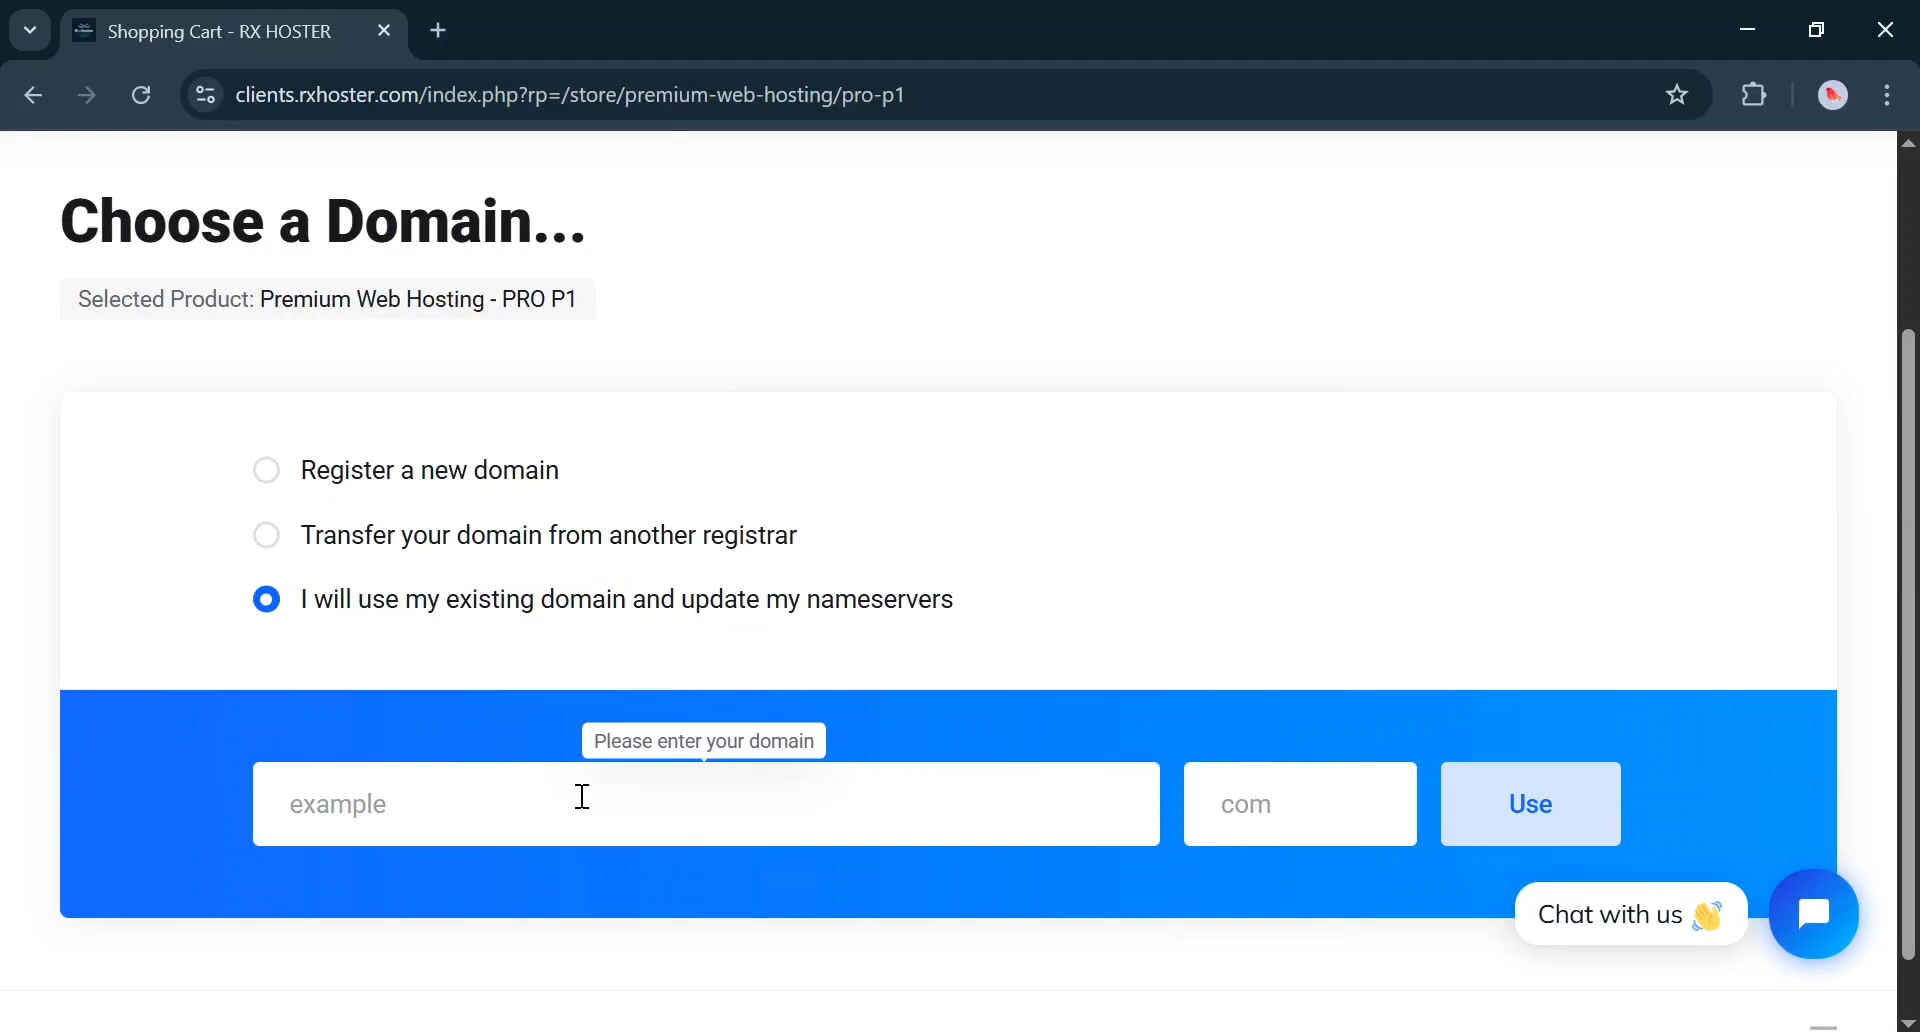 Shopping Cart - RX HOSTER
clients.rxhoster.com/index.php?rp=/store/premium-web-hosting/pro-p1
Choose a Domain...
Selected Product: Premium Web Hosting - PRO P1
Register a new domain
Transfer your domain from another registrar
I will use my existing domain and update my nameservers
Please enter your domain
example
com
Use
Chat with us 👋